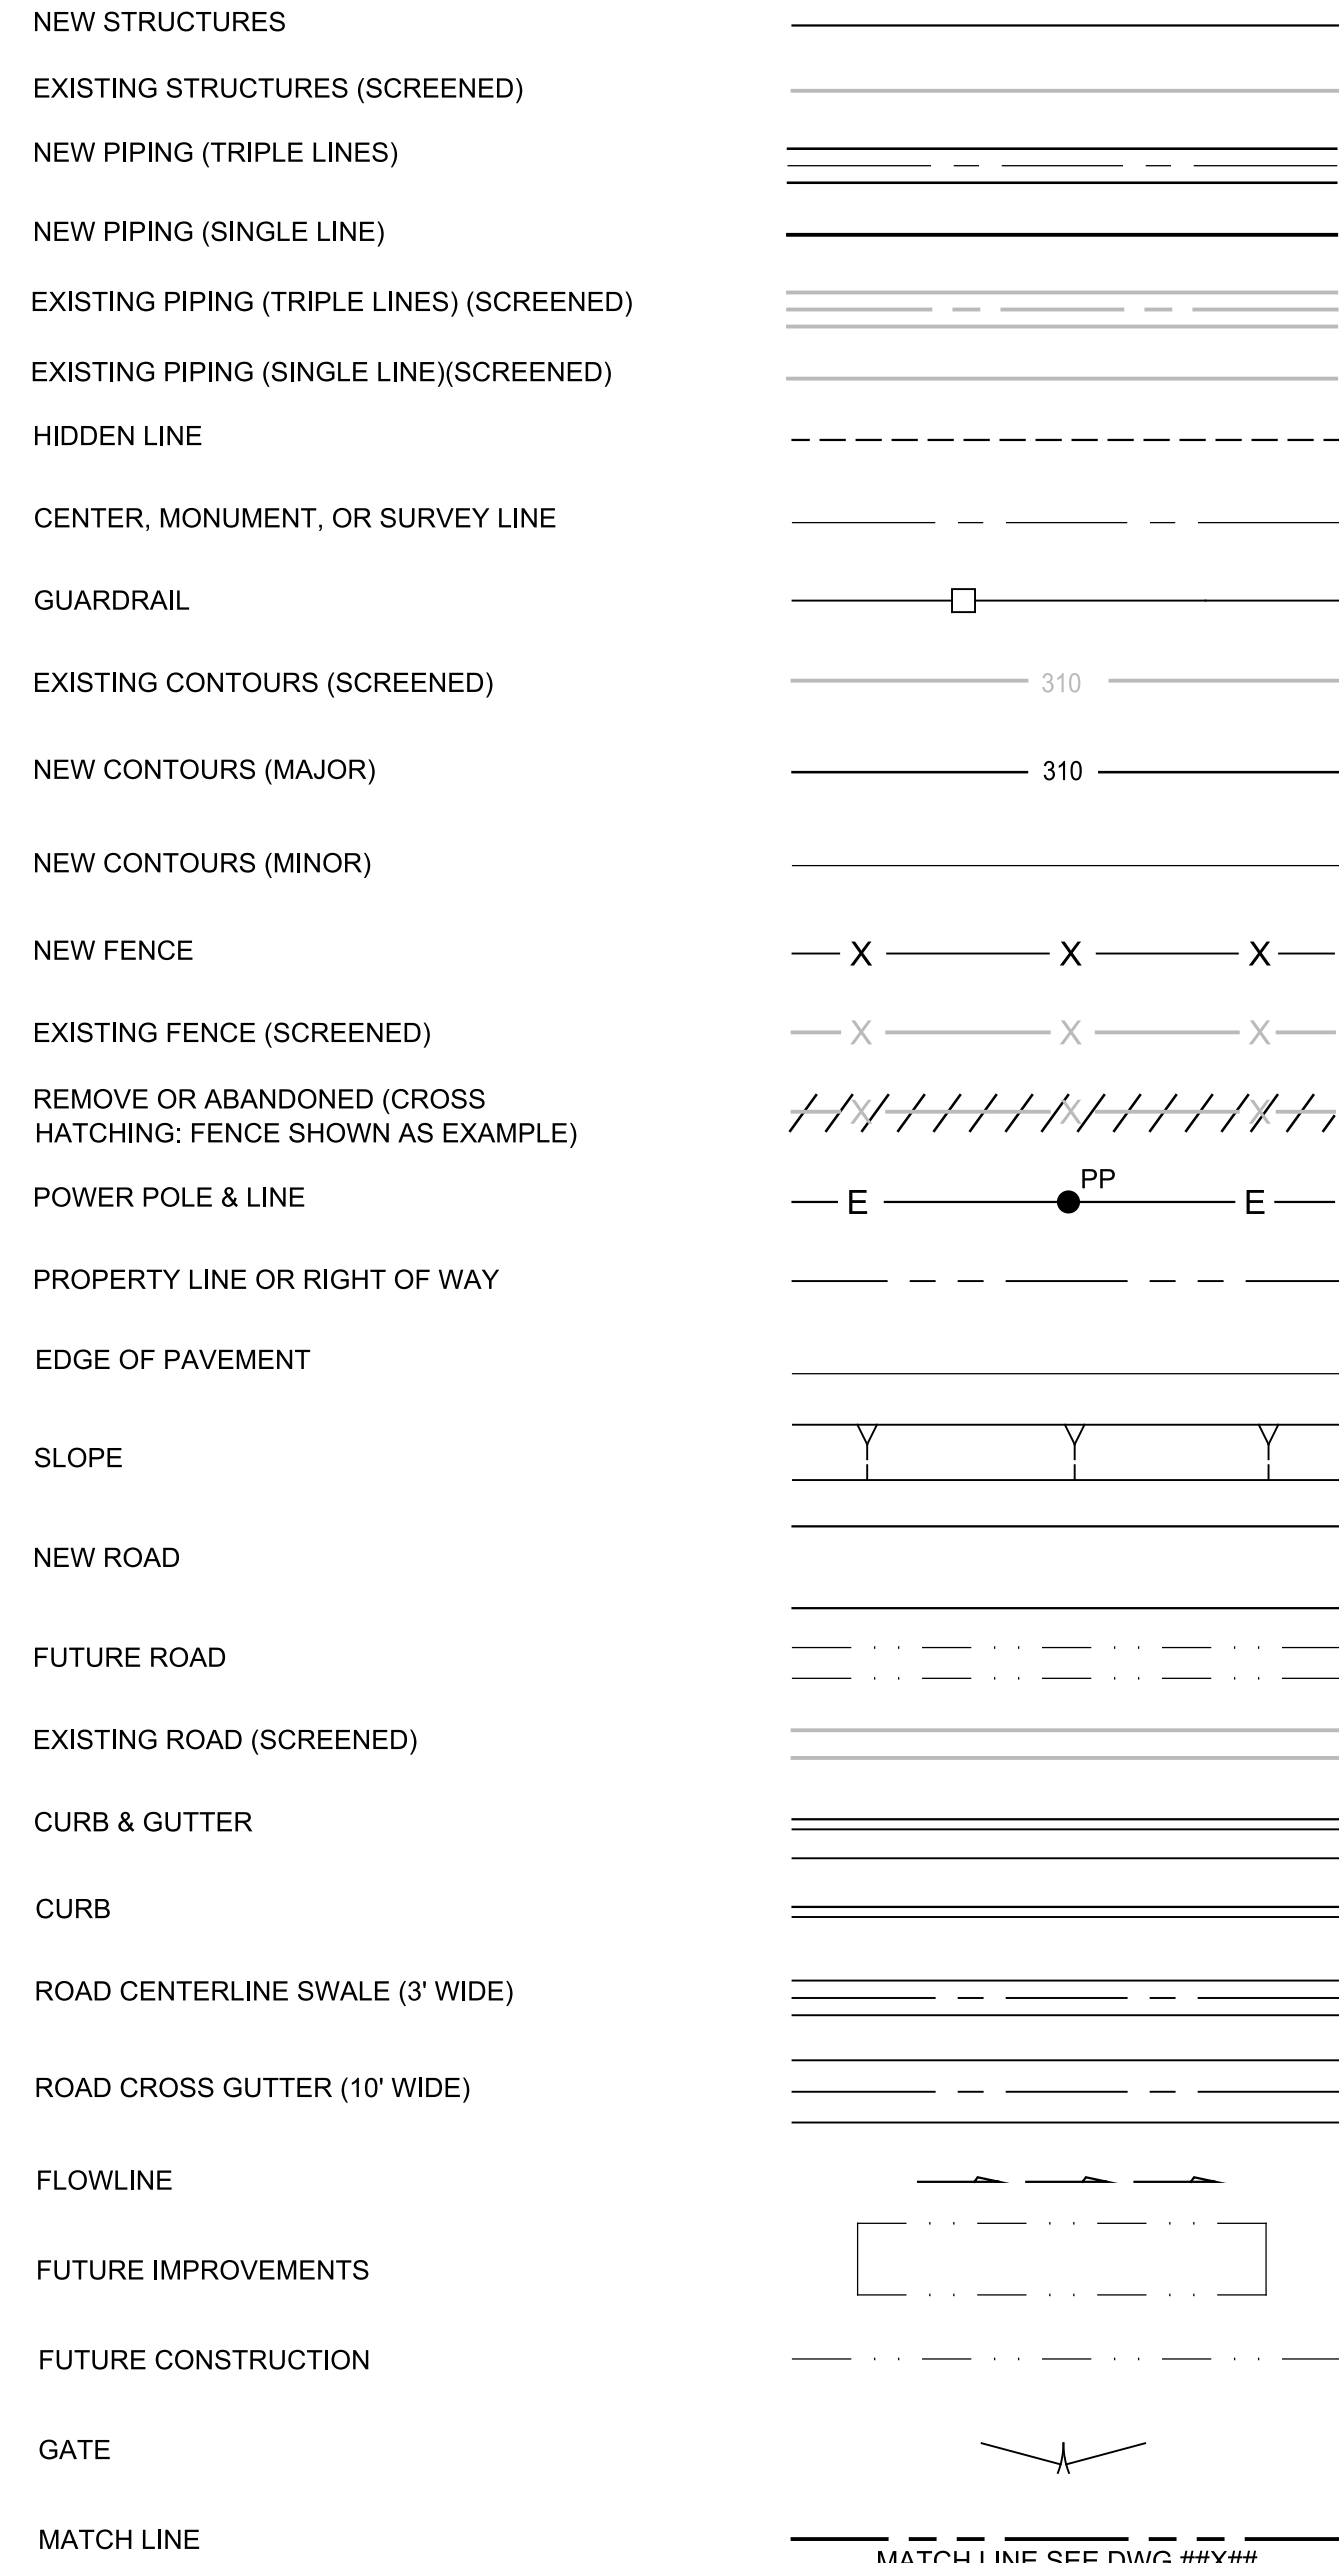 NEW STRUCTURES
EXISTING STRUCTURES (SCREENED)
NEW PIPING (TRIPLE LINES)
NEW PIPING (SINGLE LINE)
EXISTING PIPING (TRIPLE LINES) (SCREENED)
EXISTING PIPING (SINGLE LINE)(SCREENED)
HIDDEN LINE
CENTER, MONUMENT, OR SURVEY LINE
GUARDRAIL
EXISTING CONTOURS (SCREENED) 310
NEW CONTOURS (MAJOR) 310
NEW CONTOURS (MINOR)
NEW FENCE X X X
EXISTING FENCE (SCREENED) X X X
REMOVE OR ABANDONED (CROSS X X X
HATCHING: FENCE SHOWN AS EXAMPLE)
PP
POWER POLE & LINE E E
PROPERTY LINE OR RIGHT OF WAY
EDGE OF PAVEMENT
SLOPE
NEW ROAD
FUTURE ROAD
EXISTING ROAD (SCREENED)
CURB & GUTTER
CURB
ROAD CENTERLINE SWALE (3' WIDE)
ROAD CROSS GUTTER (10' WIDE)
FLOWLINE
FUTURE IMPROVEMENTS
FUTURE CONSTRUCTION
GATE
MATCH LINE
MATCH LINE SEE DWG ##X##